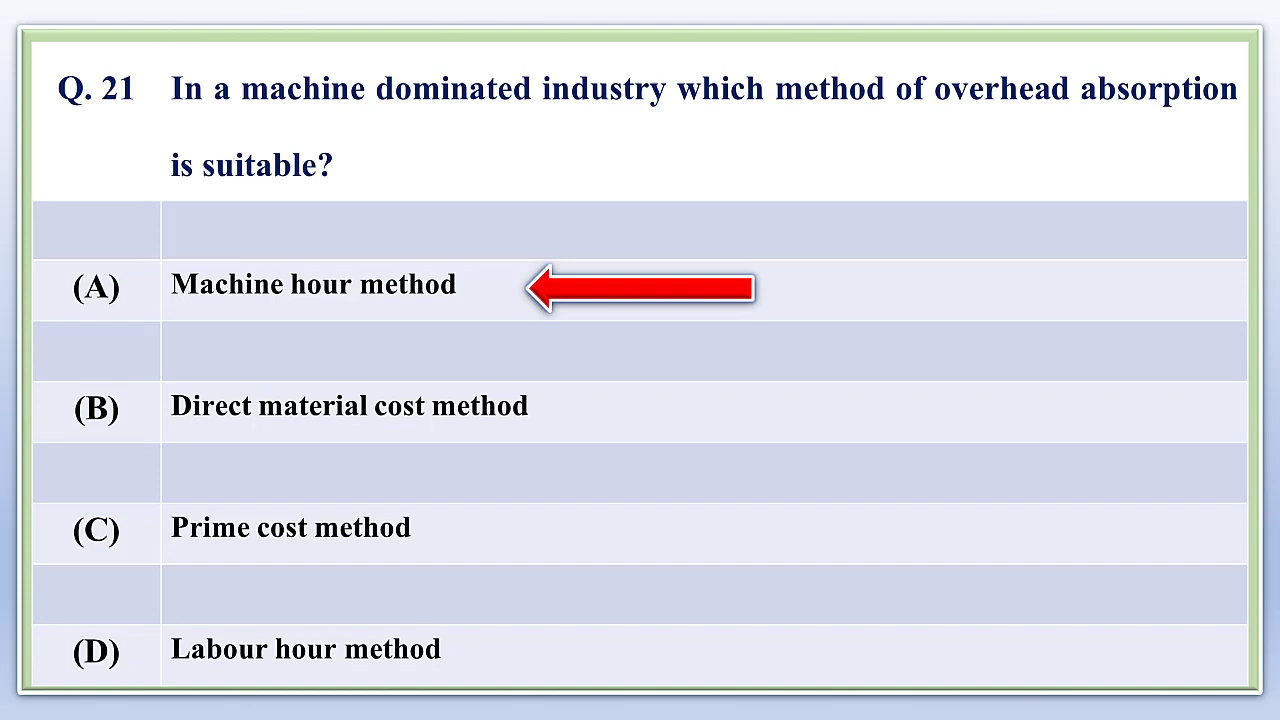 Q. 21 In a machine dominated industry which method of overhead absorption
is suitable?
(A) Machine hour method
(B) Direct material cost method
(C) Prime cost method
(D) Labour hour method